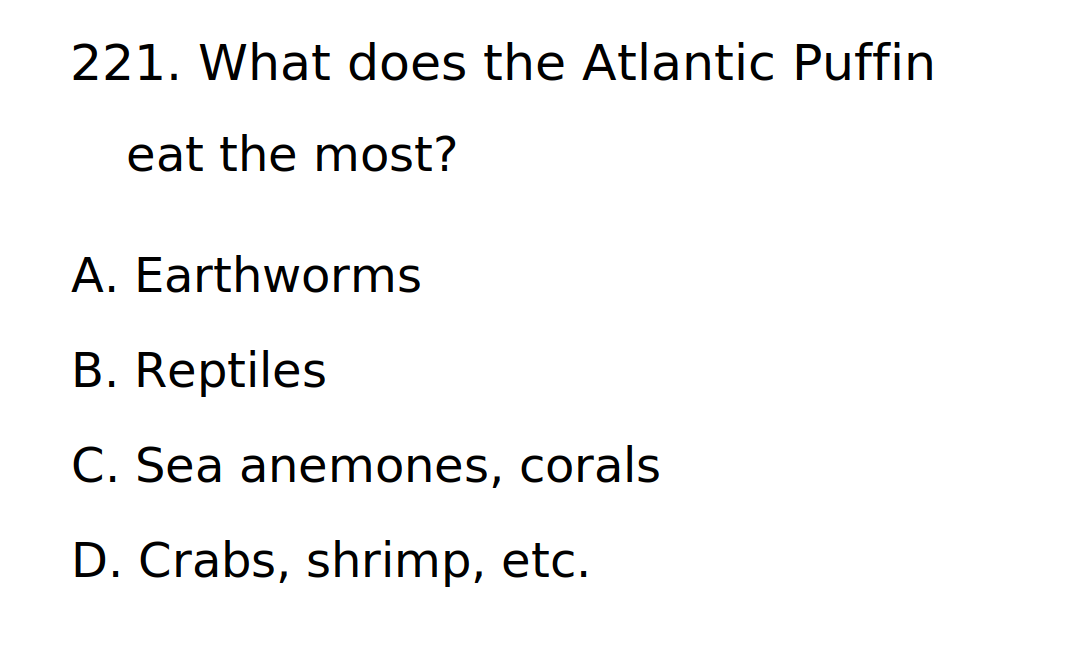 221. What does the Atlantic Puffin
eat the most?
A. Earthworms
B. Reptiles
C. Sea anemones, corals
D. Crabs, shrimp, etc.